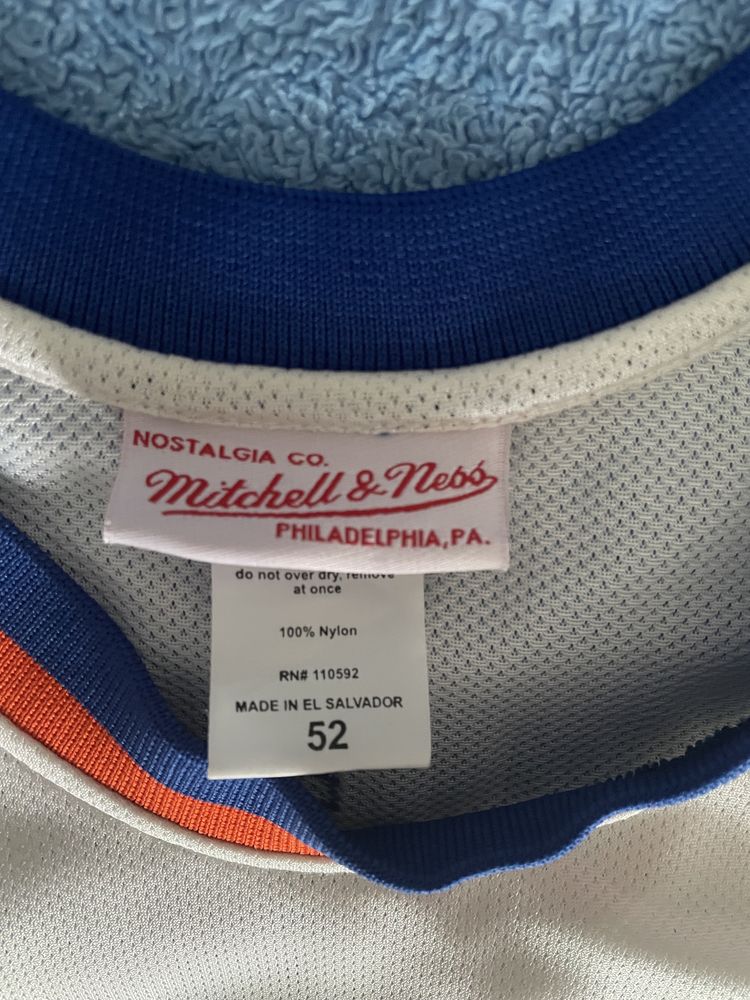 NOSTALGIA CO.
Mitchell & Ness
PHILADELPHIA, PA.
do not over dry, remove
at once
100% Nylon
RN# 110592
MADE IN EL SALVADOR
52